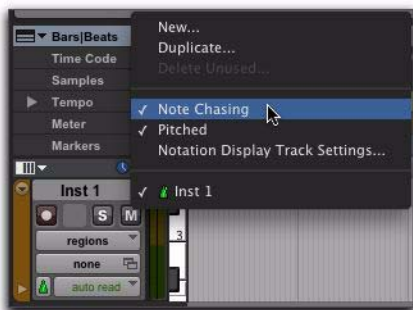 Bars|Beats
Time Code
Samples
Tempo
Meter
Markers
New...
Duplicate...
Delete Unused...
✓ Note Chasing
✓ Pitched
Notation Display Track Settings...
✓ Inst 1
Inst 1
S M
regions
none
auto read
3